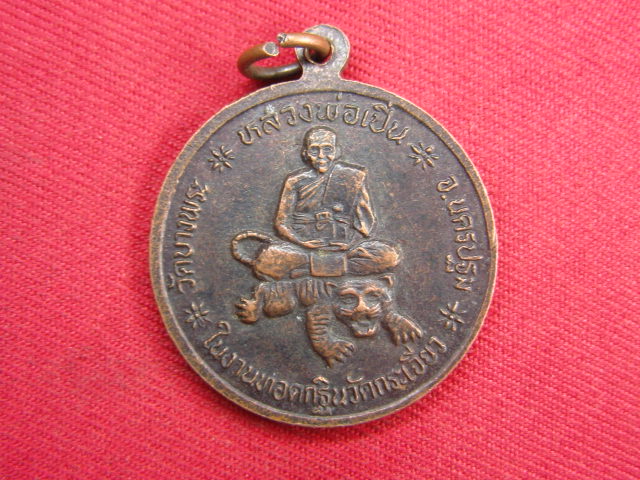 วัดบางพระ * หลวงพ่อเปิ่น * จ.นครปฐม
ในงานทอดกฐินวัดกระเจียว